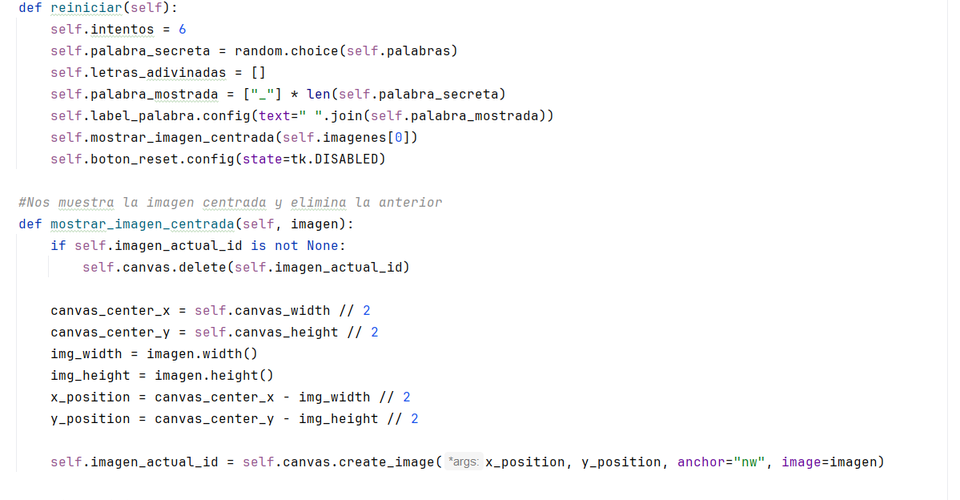 def reiniciar(self):
    self.intentos = 6
    self.palabra_secreta = random.choice(self.palabras)
    self.letras_adivinadas = []
    self.palabra_mostrada = ["_"] * len(self.palabra_secreta)
    self.label_palabra.config(text=" ".join(self.palabra_mostrada))
    self.mostrar_imagen_centrada(self.imagenes[0])
    self.boton_reset.config(state=tk.DISABLED)

#Nos muestra la imagen centrada y elimina la anterior
def mostrar_imagen_centrada(self, imagen):
    if self.imagen_actual_id is not None:
        self.canvas.delete(self.imagen_actual_id)

    canvas_center_x = self.canvas_width // 2
    canvas_center_y = self.canvas_height // 2
    img_width = imagen.width()
    img_height = imagen.height()
    x_position = canvas_center_x - img_width // 2
    y_position = canvas_center_y - img_height // 2

    self.imagen_actual_id = self.canvas.create_image( *args: x_position, y_position, anchor="nw", image=imagen)